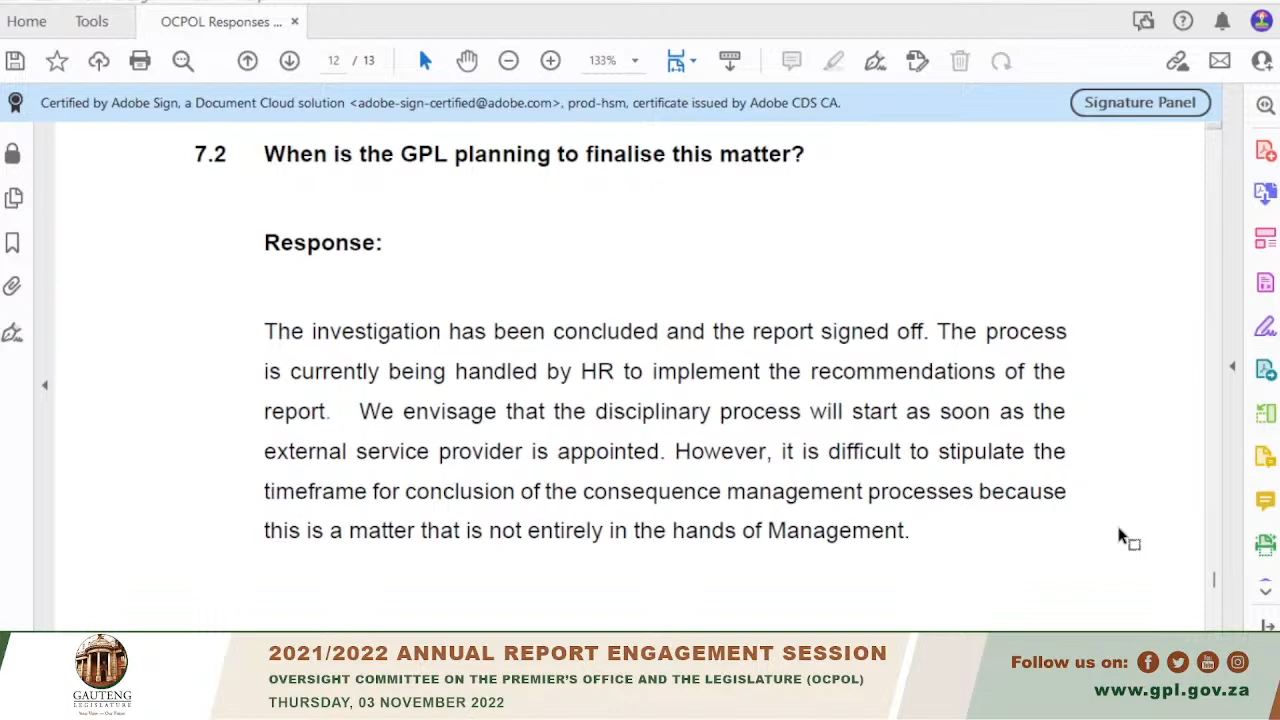 Home Tools OCPOL Responses ... ×
12 / 13 133%
Certified by Adobe Sign, a Document Cloud solution <adobe-sign-certified@adobe.com>, prod-hsm, certificate issued by Adobe CDS CA.
Signature Panel
7.2 When is the GPL planning to finalise this matter?
Response:
The investigation has been concluded and the report signed off. The process
is currently being handled by HR to implement the recommendations of the
report. We envisage that the disciplinary process will start as soon as the
external service provider is appointed. However, it is difficult to stipulate the
timeframe for conclusion of the consequence management processes because
this is a matter that is not entirely in the hands of Management.
GAUTENG
LEGISLATURE
Your View — Our Vision
2021/2022 ANNUAL REPORT ENGAGEMENT SESSION
OVERSIGHT COMMITTEE ON THE PREMIER'S OFFICE AND THE LEGISLATURE (OCPOL)
THURSDAY, 03 NOVEMBER 2022
Follow us on:
www.gpl.gov.za